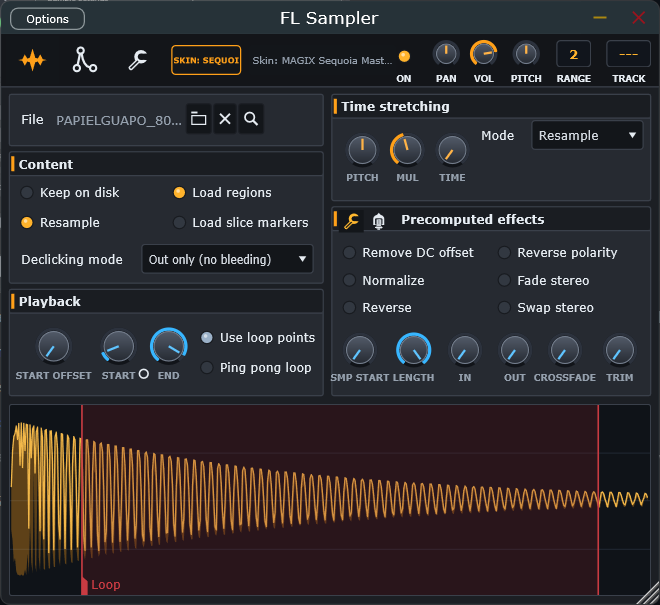 Options
FL Sampler
SKIN: SEQUOI
Skin: MAGIX Sequoia Mast...
ON
PAN
VOL
PITCH
2
RANGE
---
TRACK
File
PAPIELGUAPO_80...
Content
Keep on disk
Load regions
Resample
Load slice markers
Declicking mode
Out only (no bleeding)
Playback
START OFFSET
START
END
Use loop points
Ping pong loop
Time stretching
PITCH
MUL
TIME
Mode
Resample
Precomputed effects
Remove DC offset
Reverse polarity
Normalize
Fade stereo
Reverse
Swap stereo
SMP START
LENGTH
IN
OUT
CROSSFADE
TRIM
Loop